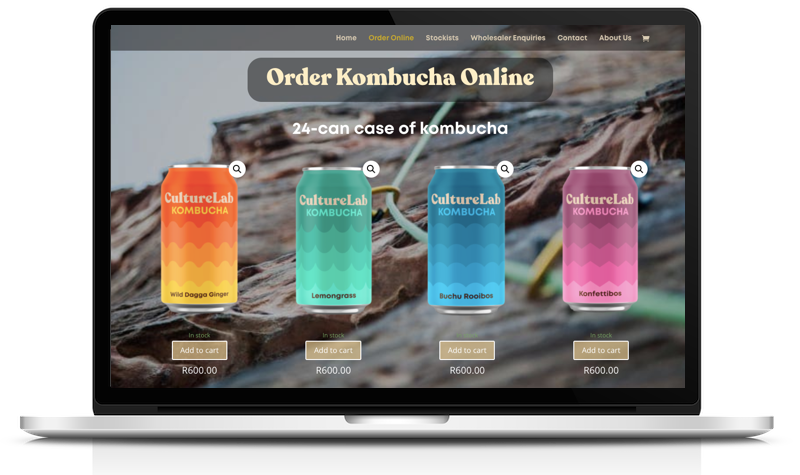 Home Order Online Stockists Wholesaler Enquiries Contact About Us
Order Kombucha Online
24-can case of kombucha
CultureLab
KOMBUCHA
Wild Dagga Ginger
In stock
Add to cart
R600.00
CultureLab
KOMBUCHA
Lemongrass
In stock
Add to cart
R600.00
CultureLab
KOMBUCHA
Buchu Rooibos
Add to cart
R600.00
CultureLab
KOMBUCHA
Konfettibos
In stock
Add to cart
R600.00